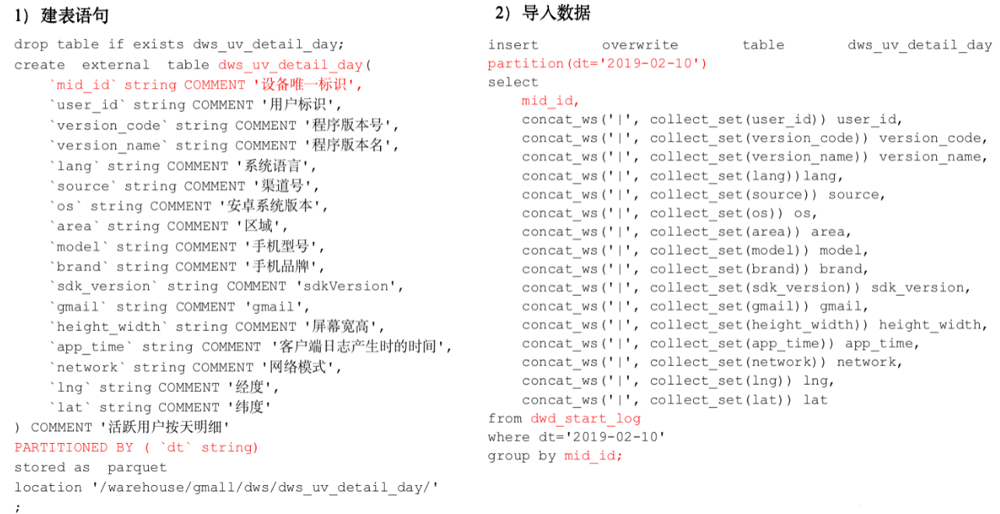 1) 建表语句
drop table if exists dws_uv_detail_day;
create external table dws_uv_detail_day(
`mid_id` string COMMENT '设备唯一标识',
`user_id` string COMMENT '用户标识',
`version_code` string COMMENT '程序版本号',
`version_name` string COMMENT '程序版本名',
`lang` string COMMENT '系统语言',
`source` string COMMENT '渠道号',
`os` string COMMENT '安卓系统版本',
`area` string COMMENT '区域',
`model` string COMMENT '手机型号',
`brand` string COMMENT '手机品牌',
`sdk_version` string COMMENT 'sdkVersion',
`gmail` string COMMENT 'gmail',
`height_width` string COMMENT '屏幕宽高',
`app_time` string COMMENT '客户端日志产生时的时间',
`network` string COMMENT '网络模式',
`lng` string COMMENT '经度',
`lat` string COMMENT '纬度'
) COMMENT '活跃用户按天明细'
PARTITIONED BY ( `dt` string)
stored as parquet
location '/warehouse/gmall/dws/dws_uv_detail_day/'
;
2) 导入数据
insert overwrite table dws_uv_detail_day
partition(dt='2019-02-10')
select
mid_id,
concat_ws('|', collect_set(user_id)) user_id,
concat_ws('|', collect_set(version_code)) version_code,
concat_ws('|', collect_set(version_name)) version_name,
concat_ws('|', collect_set(lang))lang,
concat_ws('|', collect_set(source)) source,
concat_ws('|', collect_set(os)) os,
concat_ws('|', collect_set(area)) area,
concat_ws('|', collect_set(model)) model,
concat_ws('|', collect_set(brand)) brand,
concat_ws('|', collect_set(sdk_version)) sdk_version,
concat_ws('|', collect_set(gmail)) gmail,
concat_ws('|', collect_set(height_width)) height_width,
concat_ws('|', collect_set(app_time)) app_time,
concat_ws('|', collect_set(network)) network,
concat_ws('|', collect_set(lng)) lng,
concat_ws('|', collect_set(lat)) lat
from dwd_start_log
where dt='2019-02-10'
group by mid_id;